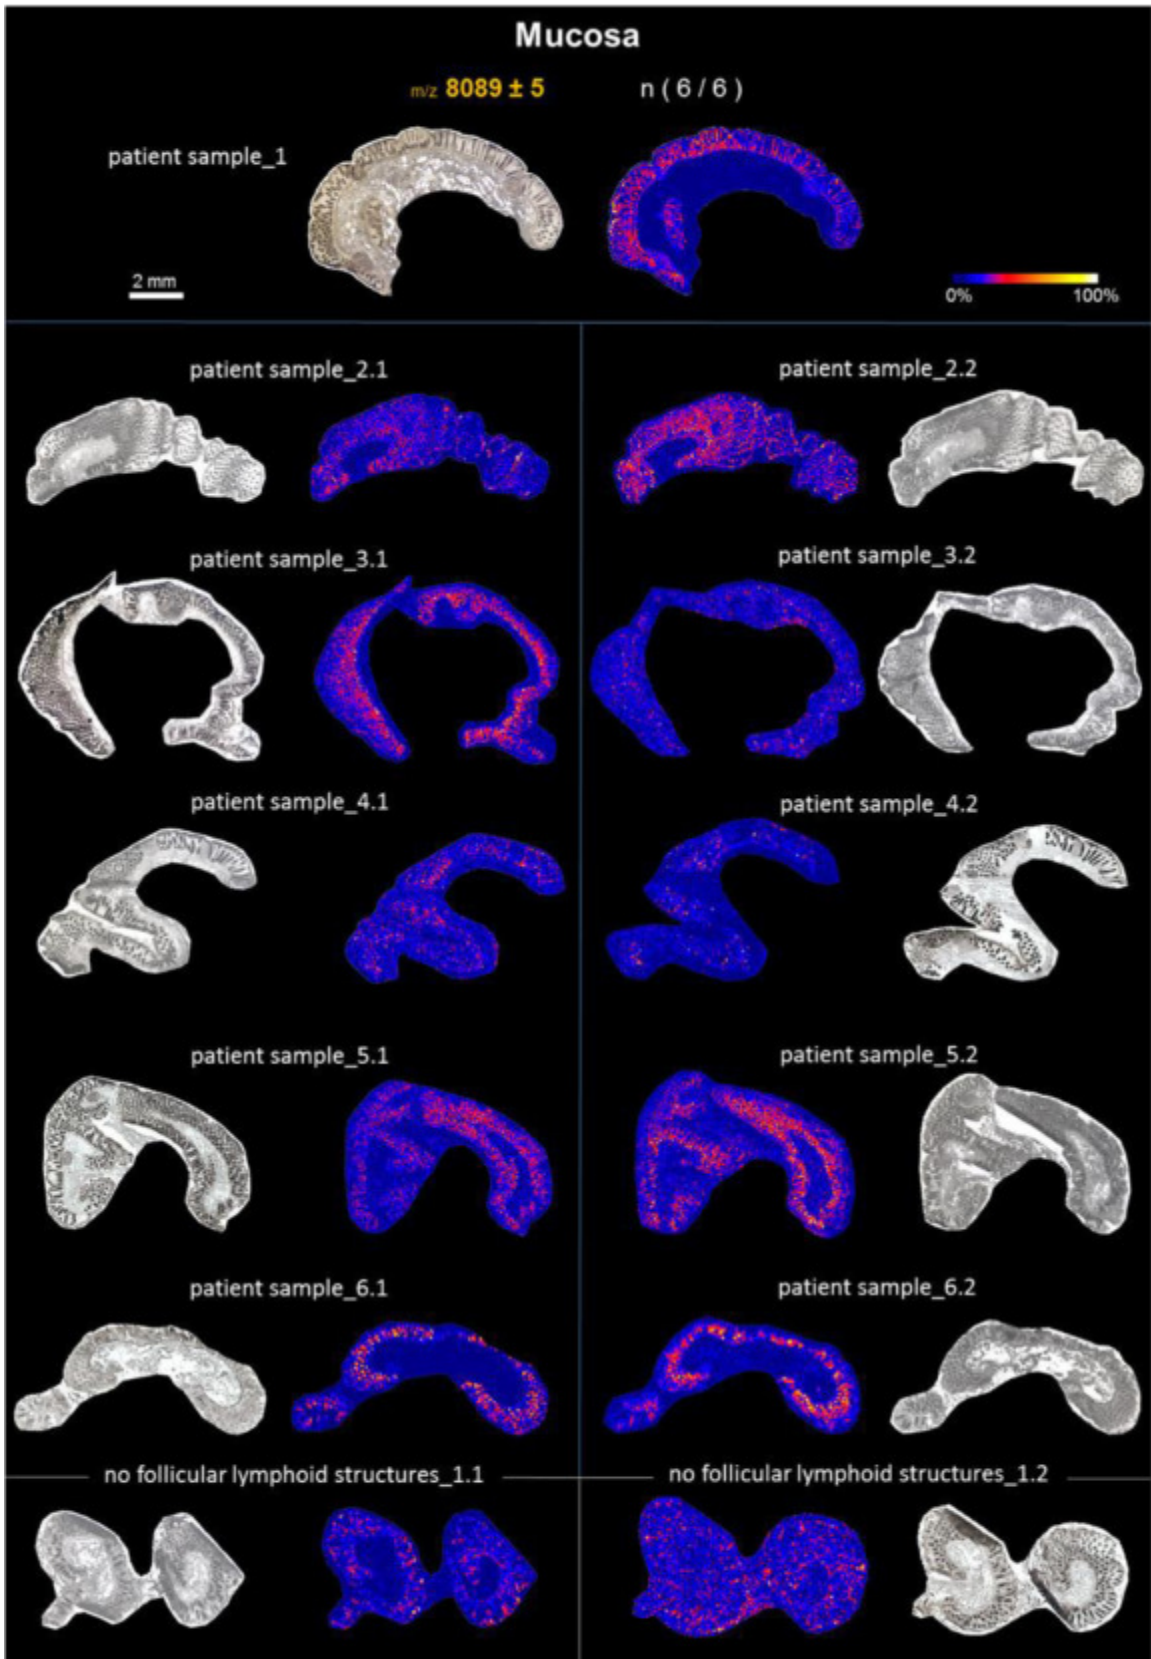 Mucosa
m/z 8089 ± 5 n ( 6 / 6 )
patient sample_1
2 mm
0% 100%
patient sample_2.1 patient sample_2.2
patient sample_3.1 patient sample_3.2
patient sample_4.1 patient sample_4.2
patient sample_5.1 patient sample_5.2
patient sample_6.1 patient sample_6.2
no follicular lymphoid structures_1.1 no follicular lymphoid structures_1.2